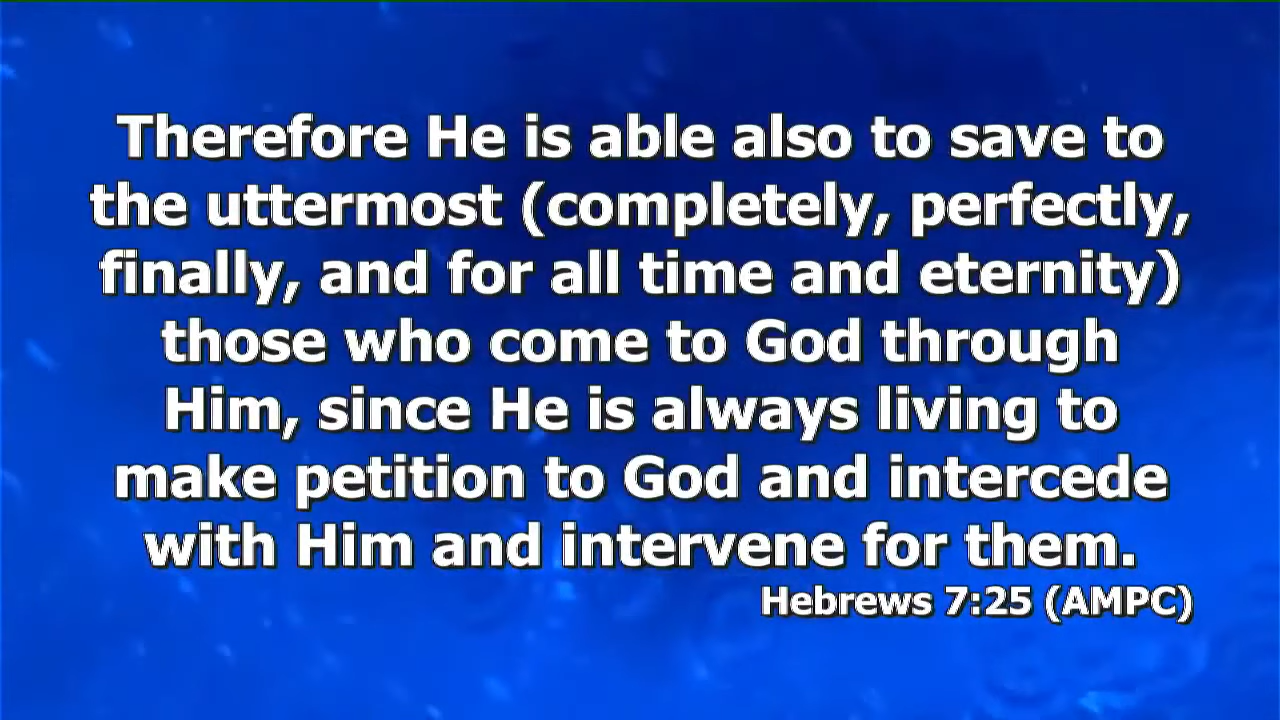 Therefore He is able also to save to
the uttermost (completely, perfectly,
finally, and for all time and eternity)
those who come to God through
Him, since He is always living to
make petition to God and intercede
with Him and intervene for them.
Hebrews 7:25 (AMPC)